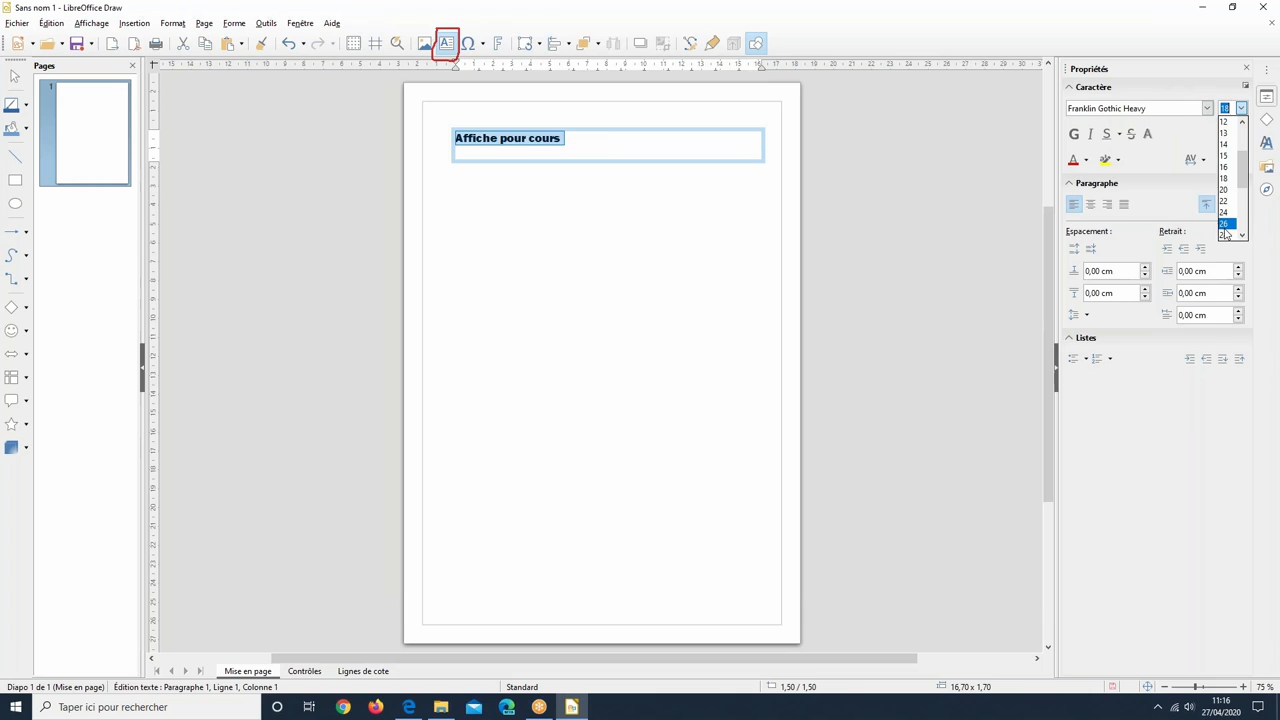 Sans nom 1 - LibreOffice Draw
Fichier Édition Affichage Insertion Format Page Forme Outils Fenêtre Aide
Pages
1
Propriétés
Caractère
Franklin Gothic Heavy 18
12
13
14
15
16
18
20
22
24
26
Affiche pour cours
G I S S A
Paragraphe
Espacement : Retrait :
0,00 cm 0,00 cm
0,00 cm 0,00 cm
0,00 cm
Listes
Mise en page Contrôles Lignes de cote
Diapo 1 de 1 (Mise en page) Édition texte : Paragraphe 1, Ligne 1, Colonne 1 Standard 1,50 / 1,50 16,70 x 1,70 75 %
Taper ici pour rechercher
11:16
27/04/2020